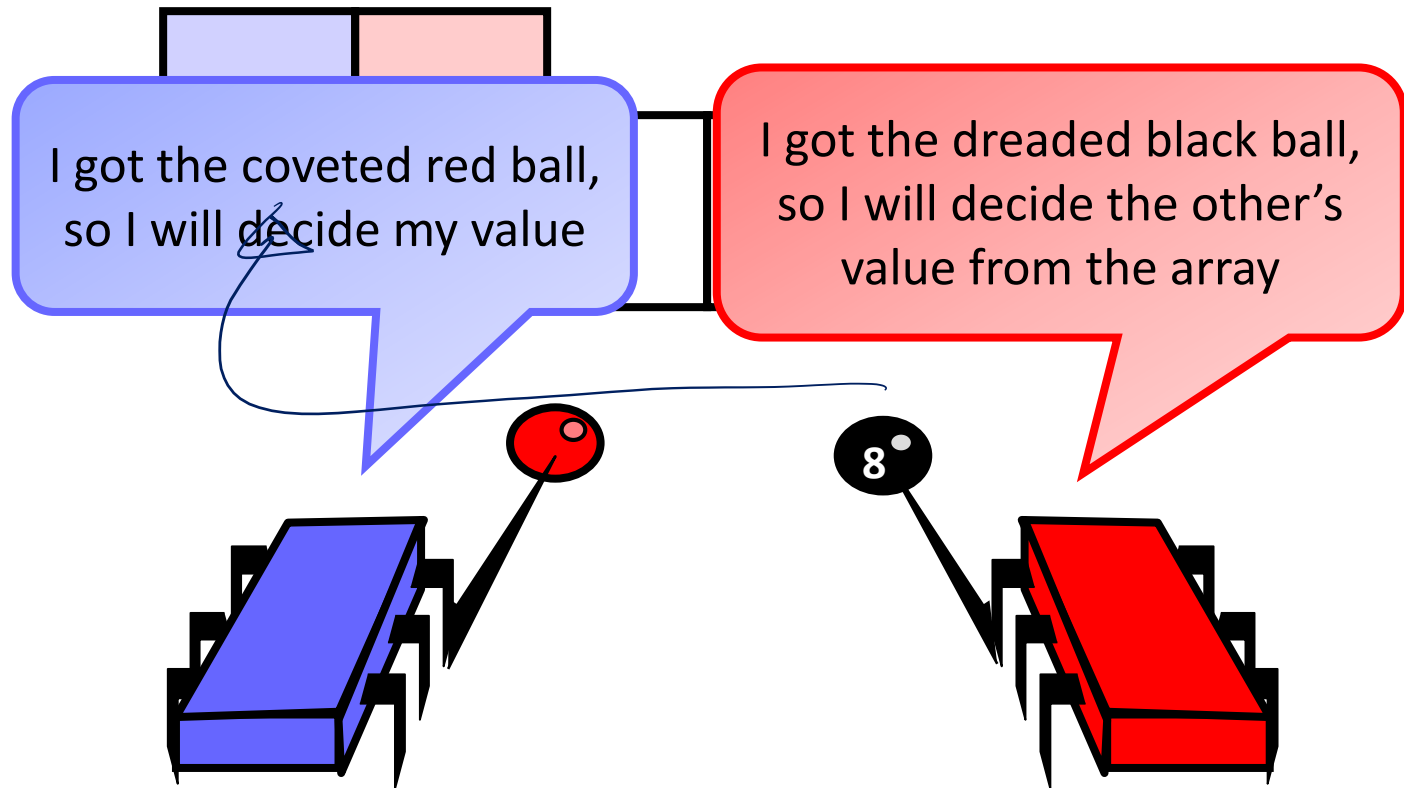 I got the coveted red ball,
so I will decide my value
I got the dreaded black ball,
so I will decide the other’s
value from the array
8